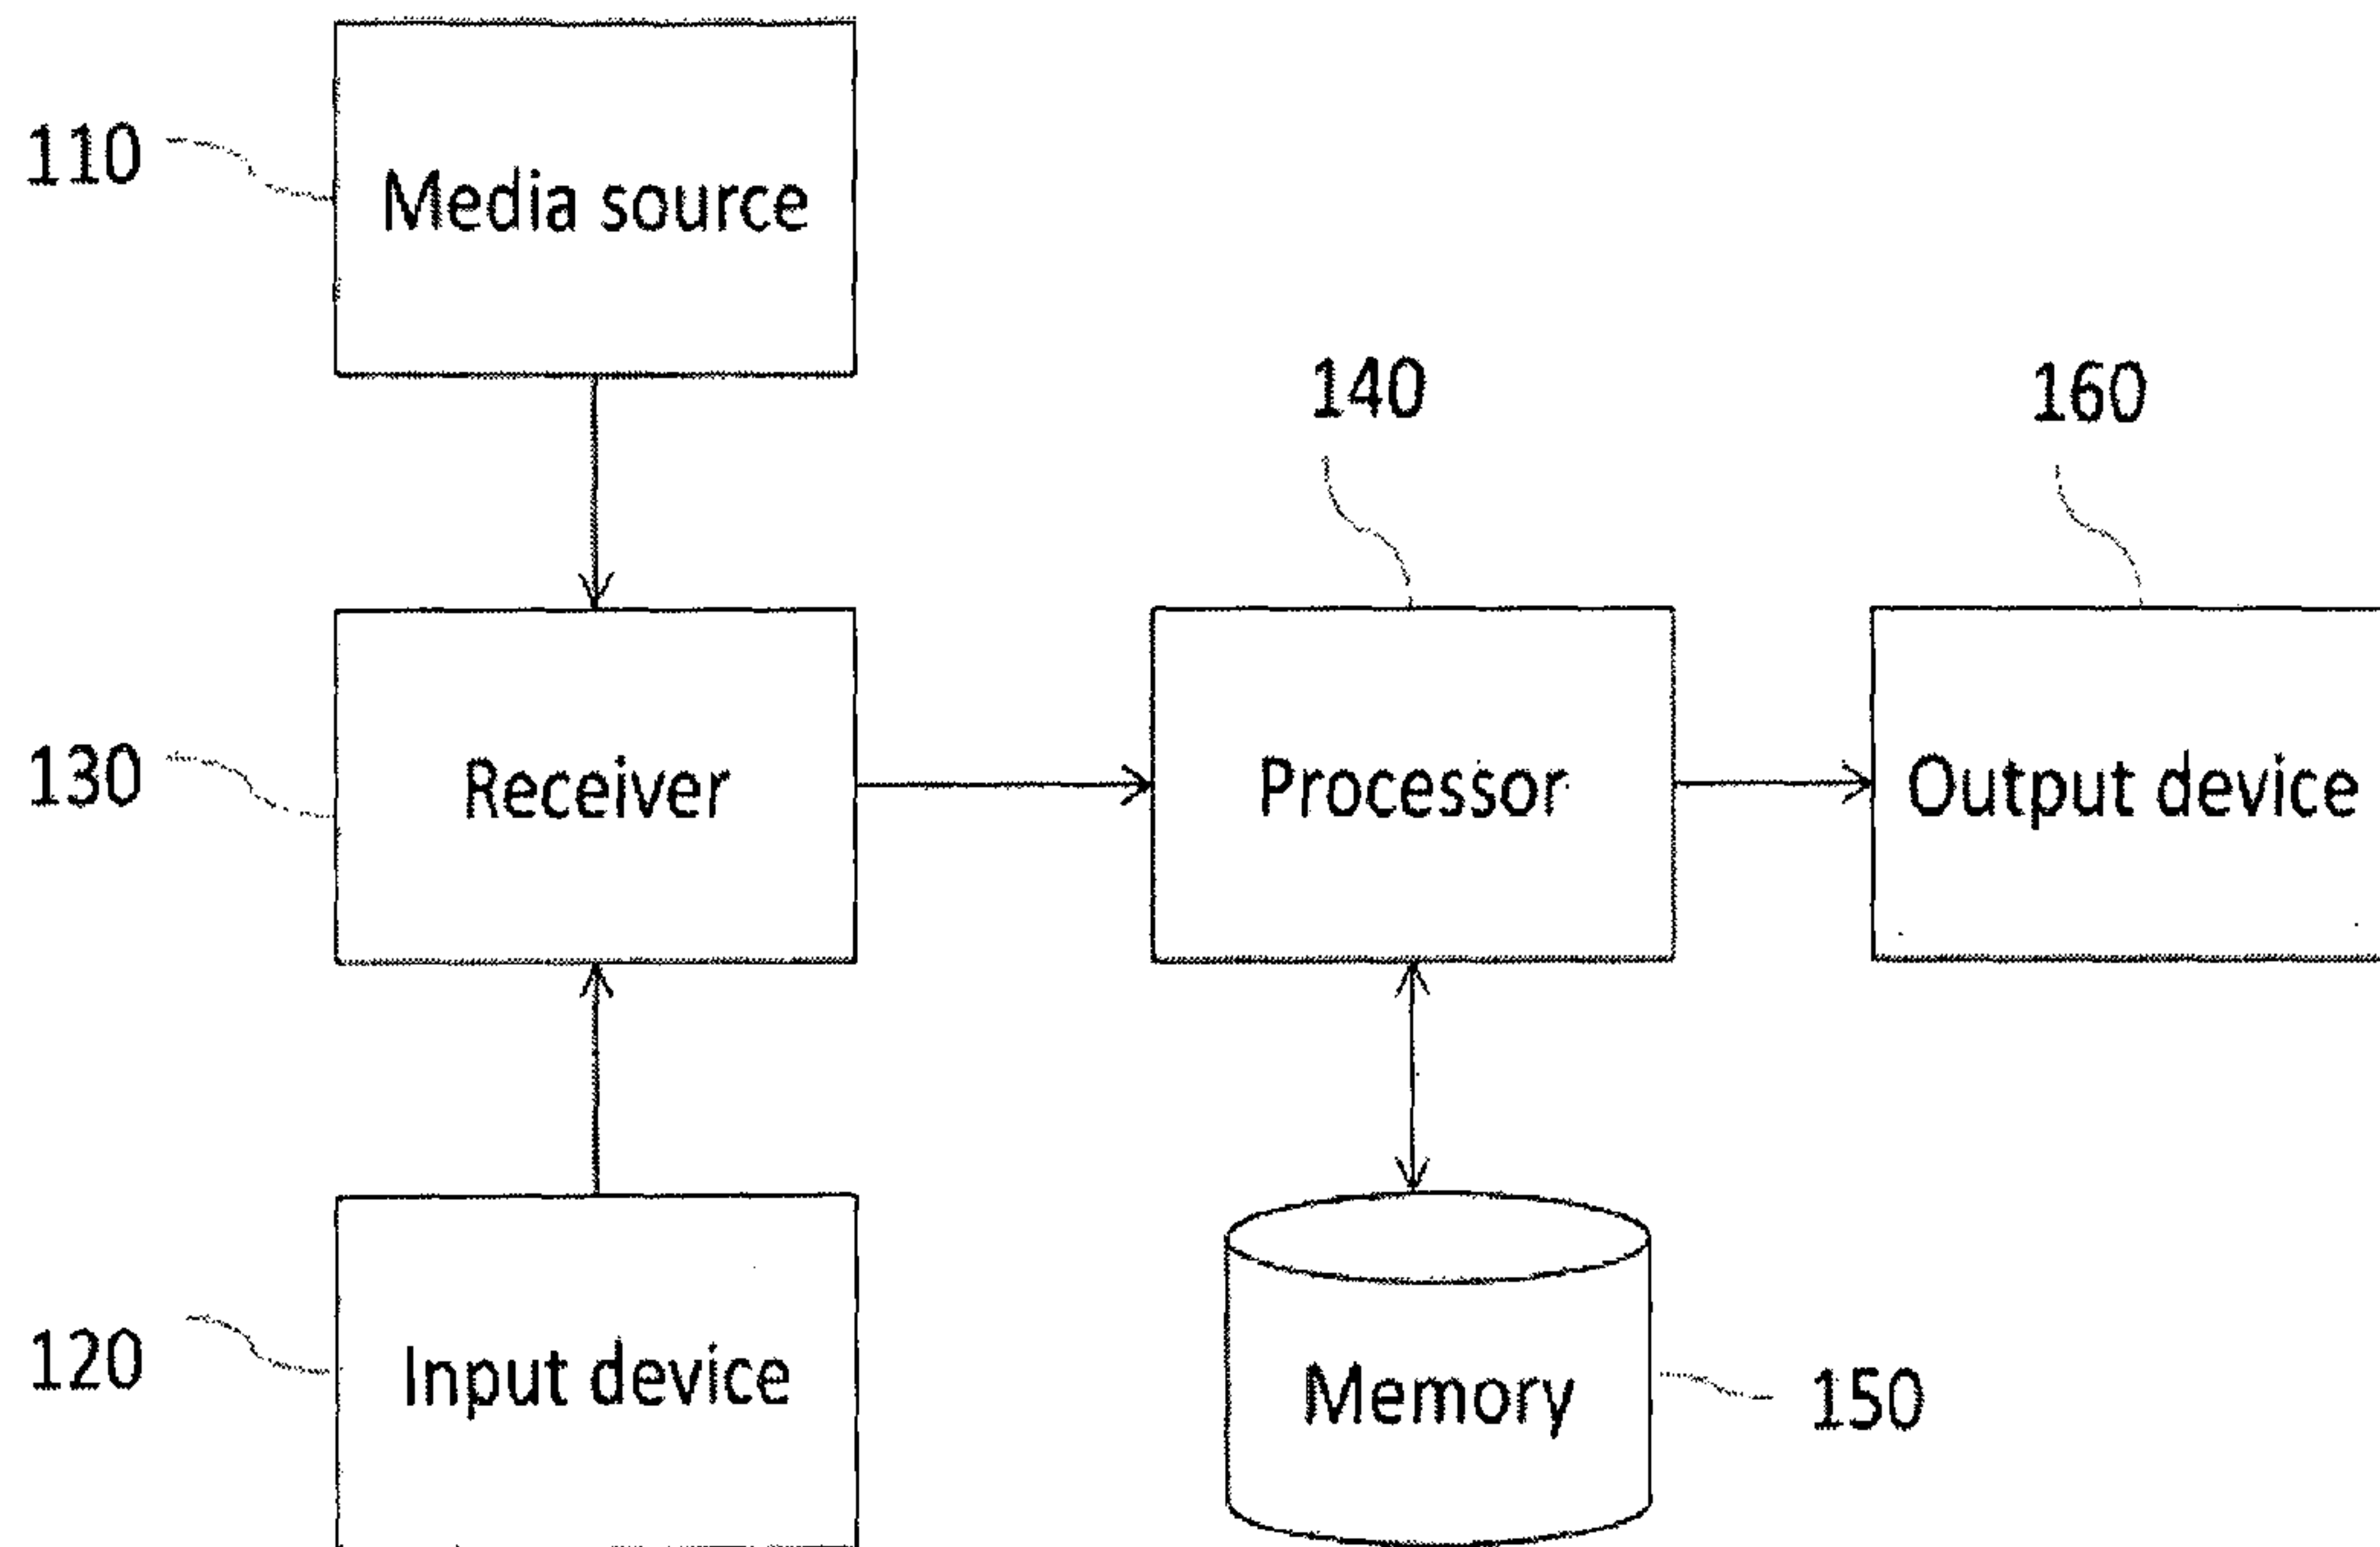 110
Media source
140
160
130
Receiver
Processor
Output device
120
Input device
Memory
150